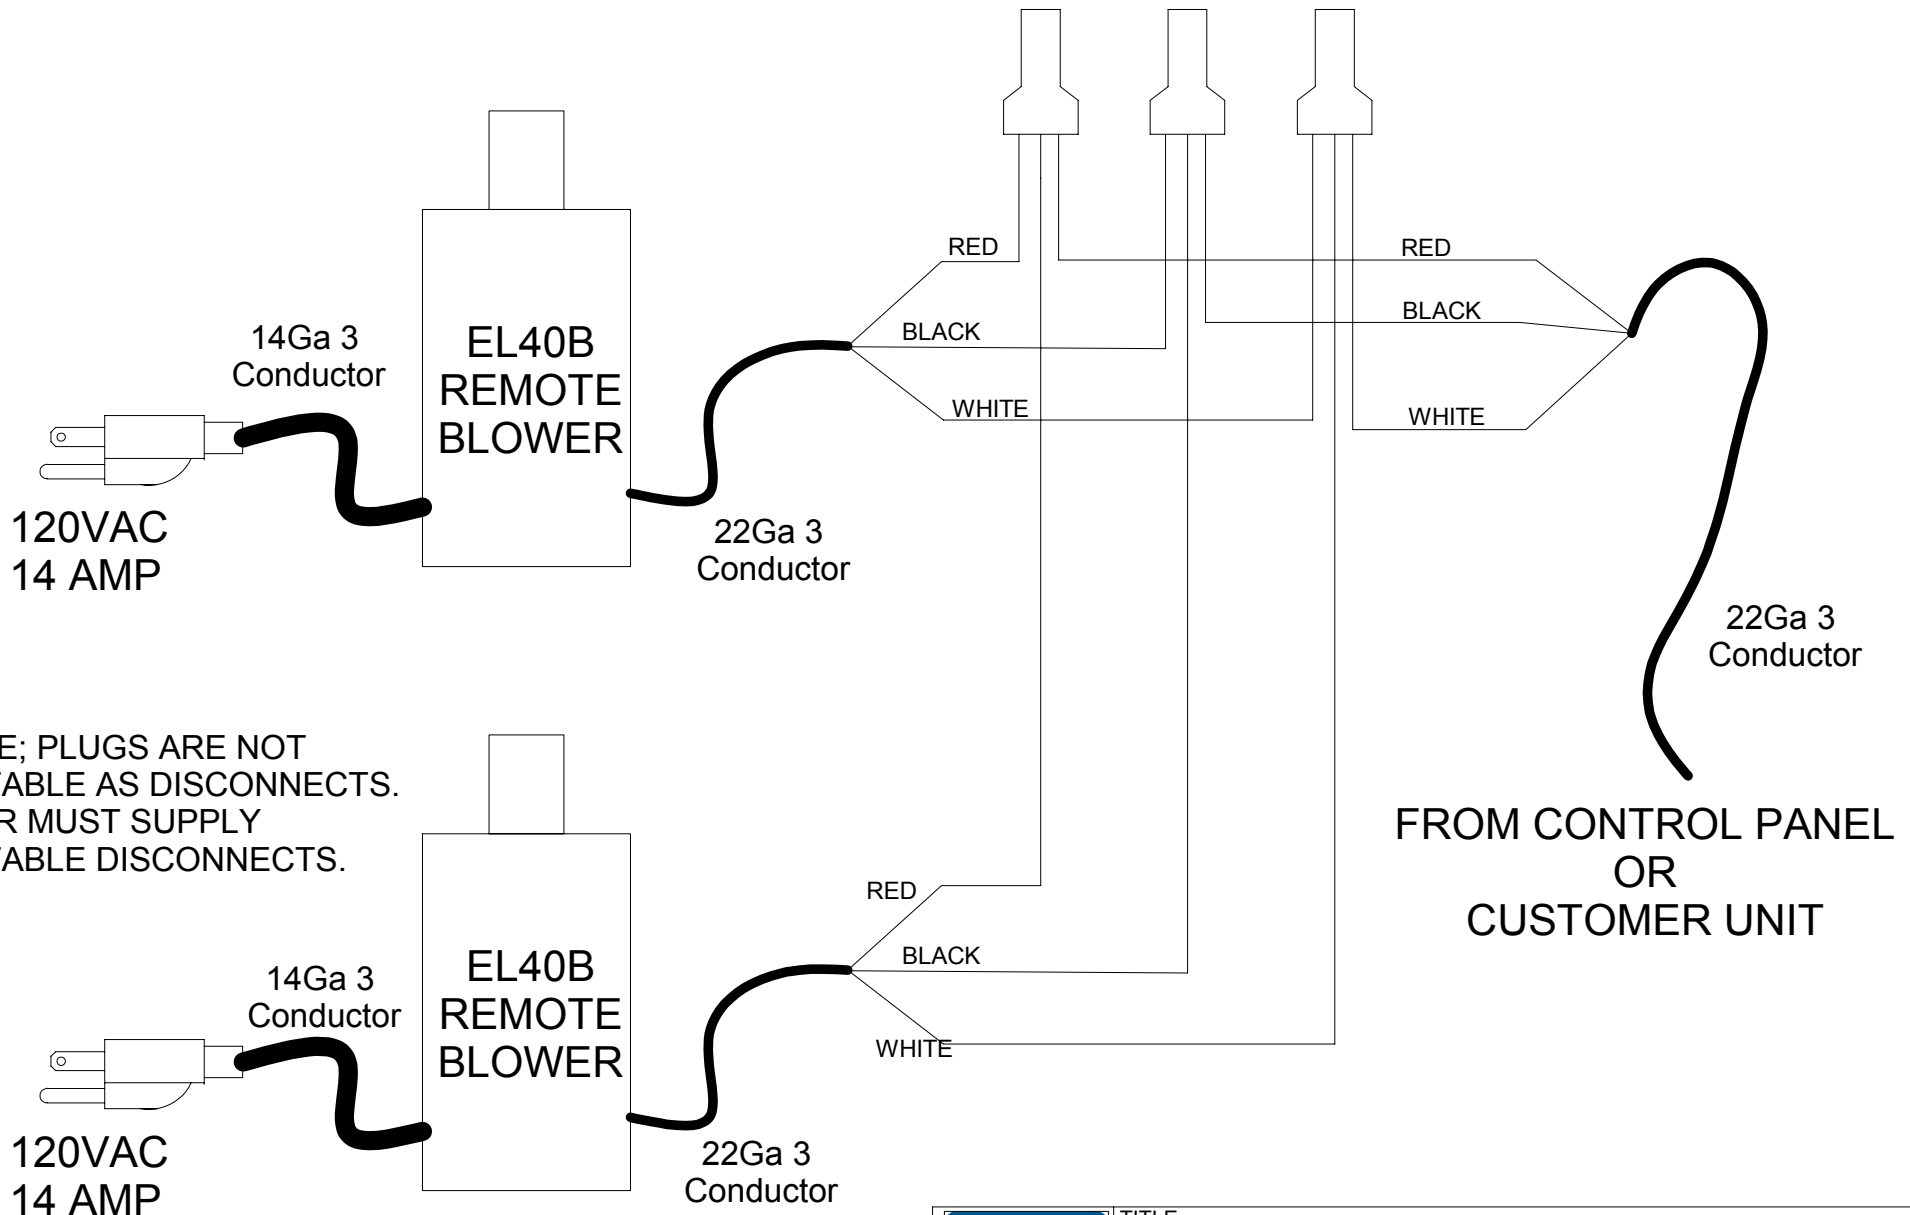 RED
RED
BLACK
BLACK
WHITE
WHITE
14Ga 3
Conductor
EL40B
REMOTE
BLOWER
120VAC
14 AMP
22Ga 3
Conductor
22Ga 3
Conductor
E; PLUGS ARE NOT
TABLE AS DISCONNECTS.
R MUST SUPPLY
TABLE DISCONNECTS.
FROM CONTROL PANEL
OR
CUSTOMER UNIT
RED
BLACK
WHITE
14Ga 3
Conductor
EL40B
REMOTE
BLOWER
120VAC
14 AMP
22Ga 3
Conductor
TITLE